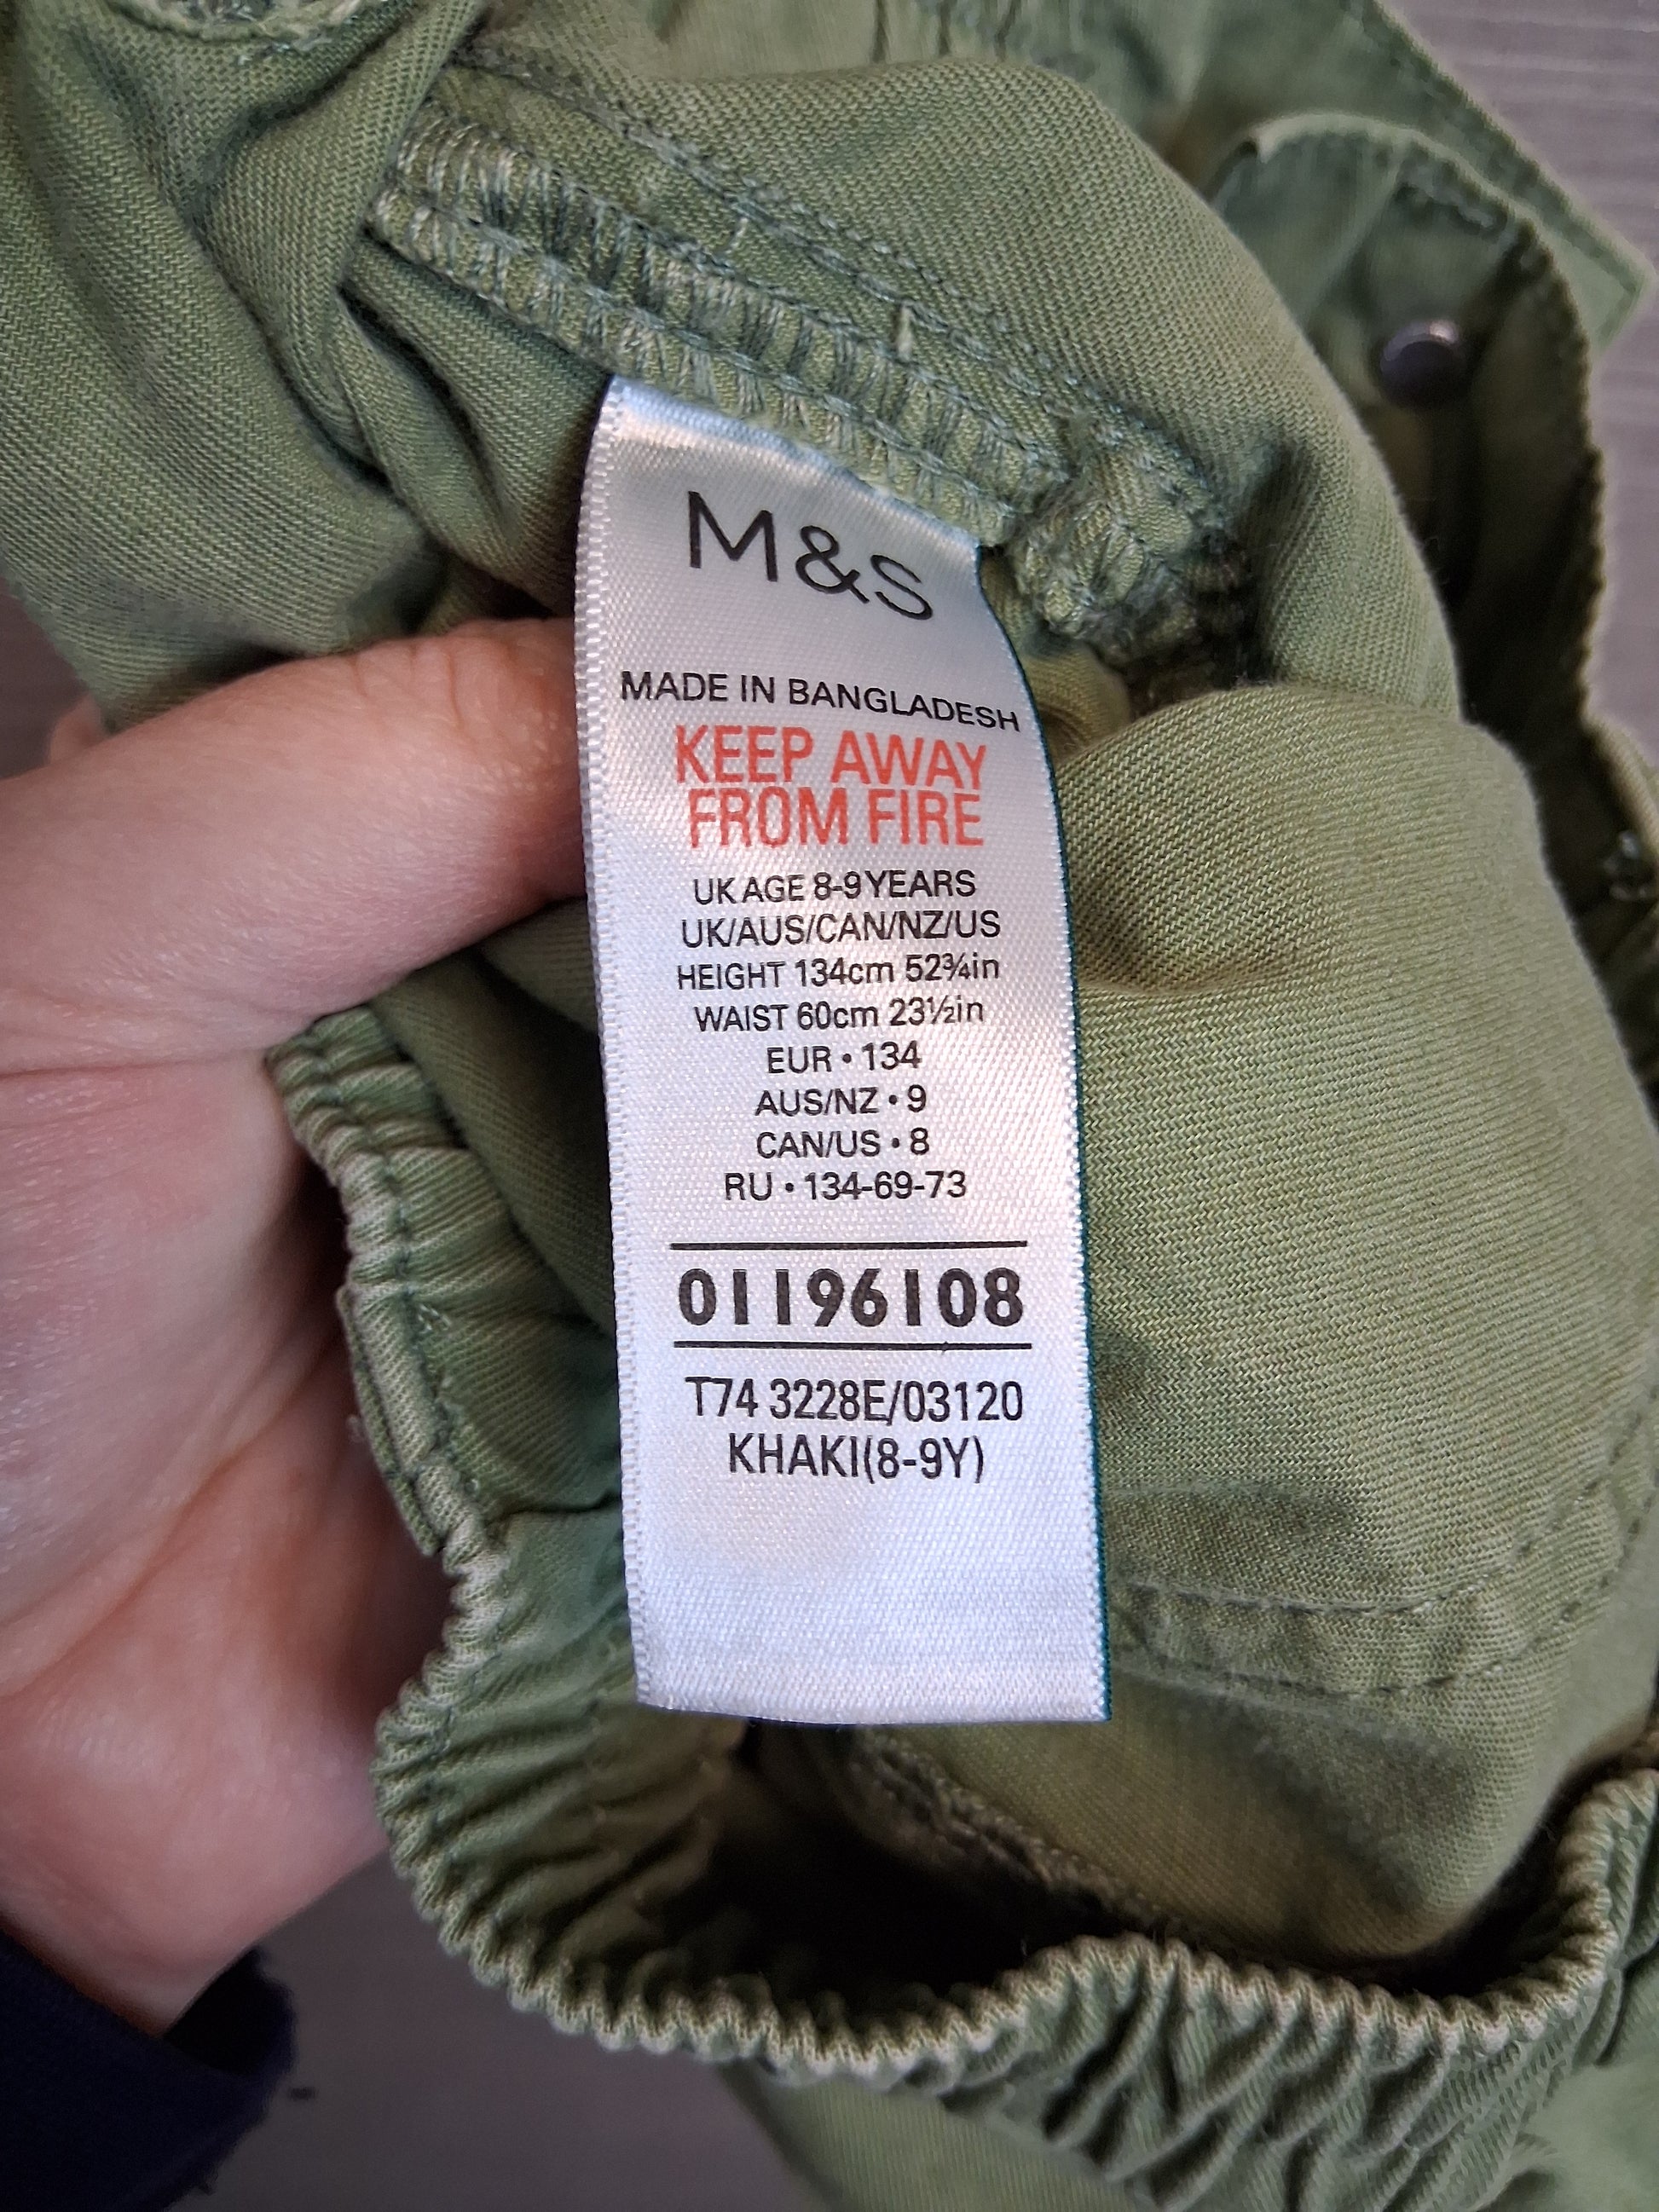 M&S
MADE IN BANGLADESH
KEEP AWAY
FROM FIRE
UK AGE 8-9 YEARS
UK/AUS/CAN/NZ/US
HEIGHT 134cm 52¾in
WAIST 60cm 23½in
EUR • 134
AUS/NZ • 9
CAN/US • 8
RU • 134-69-73
01196108
T74 3228E/03120
KHAKI(8-9Y)